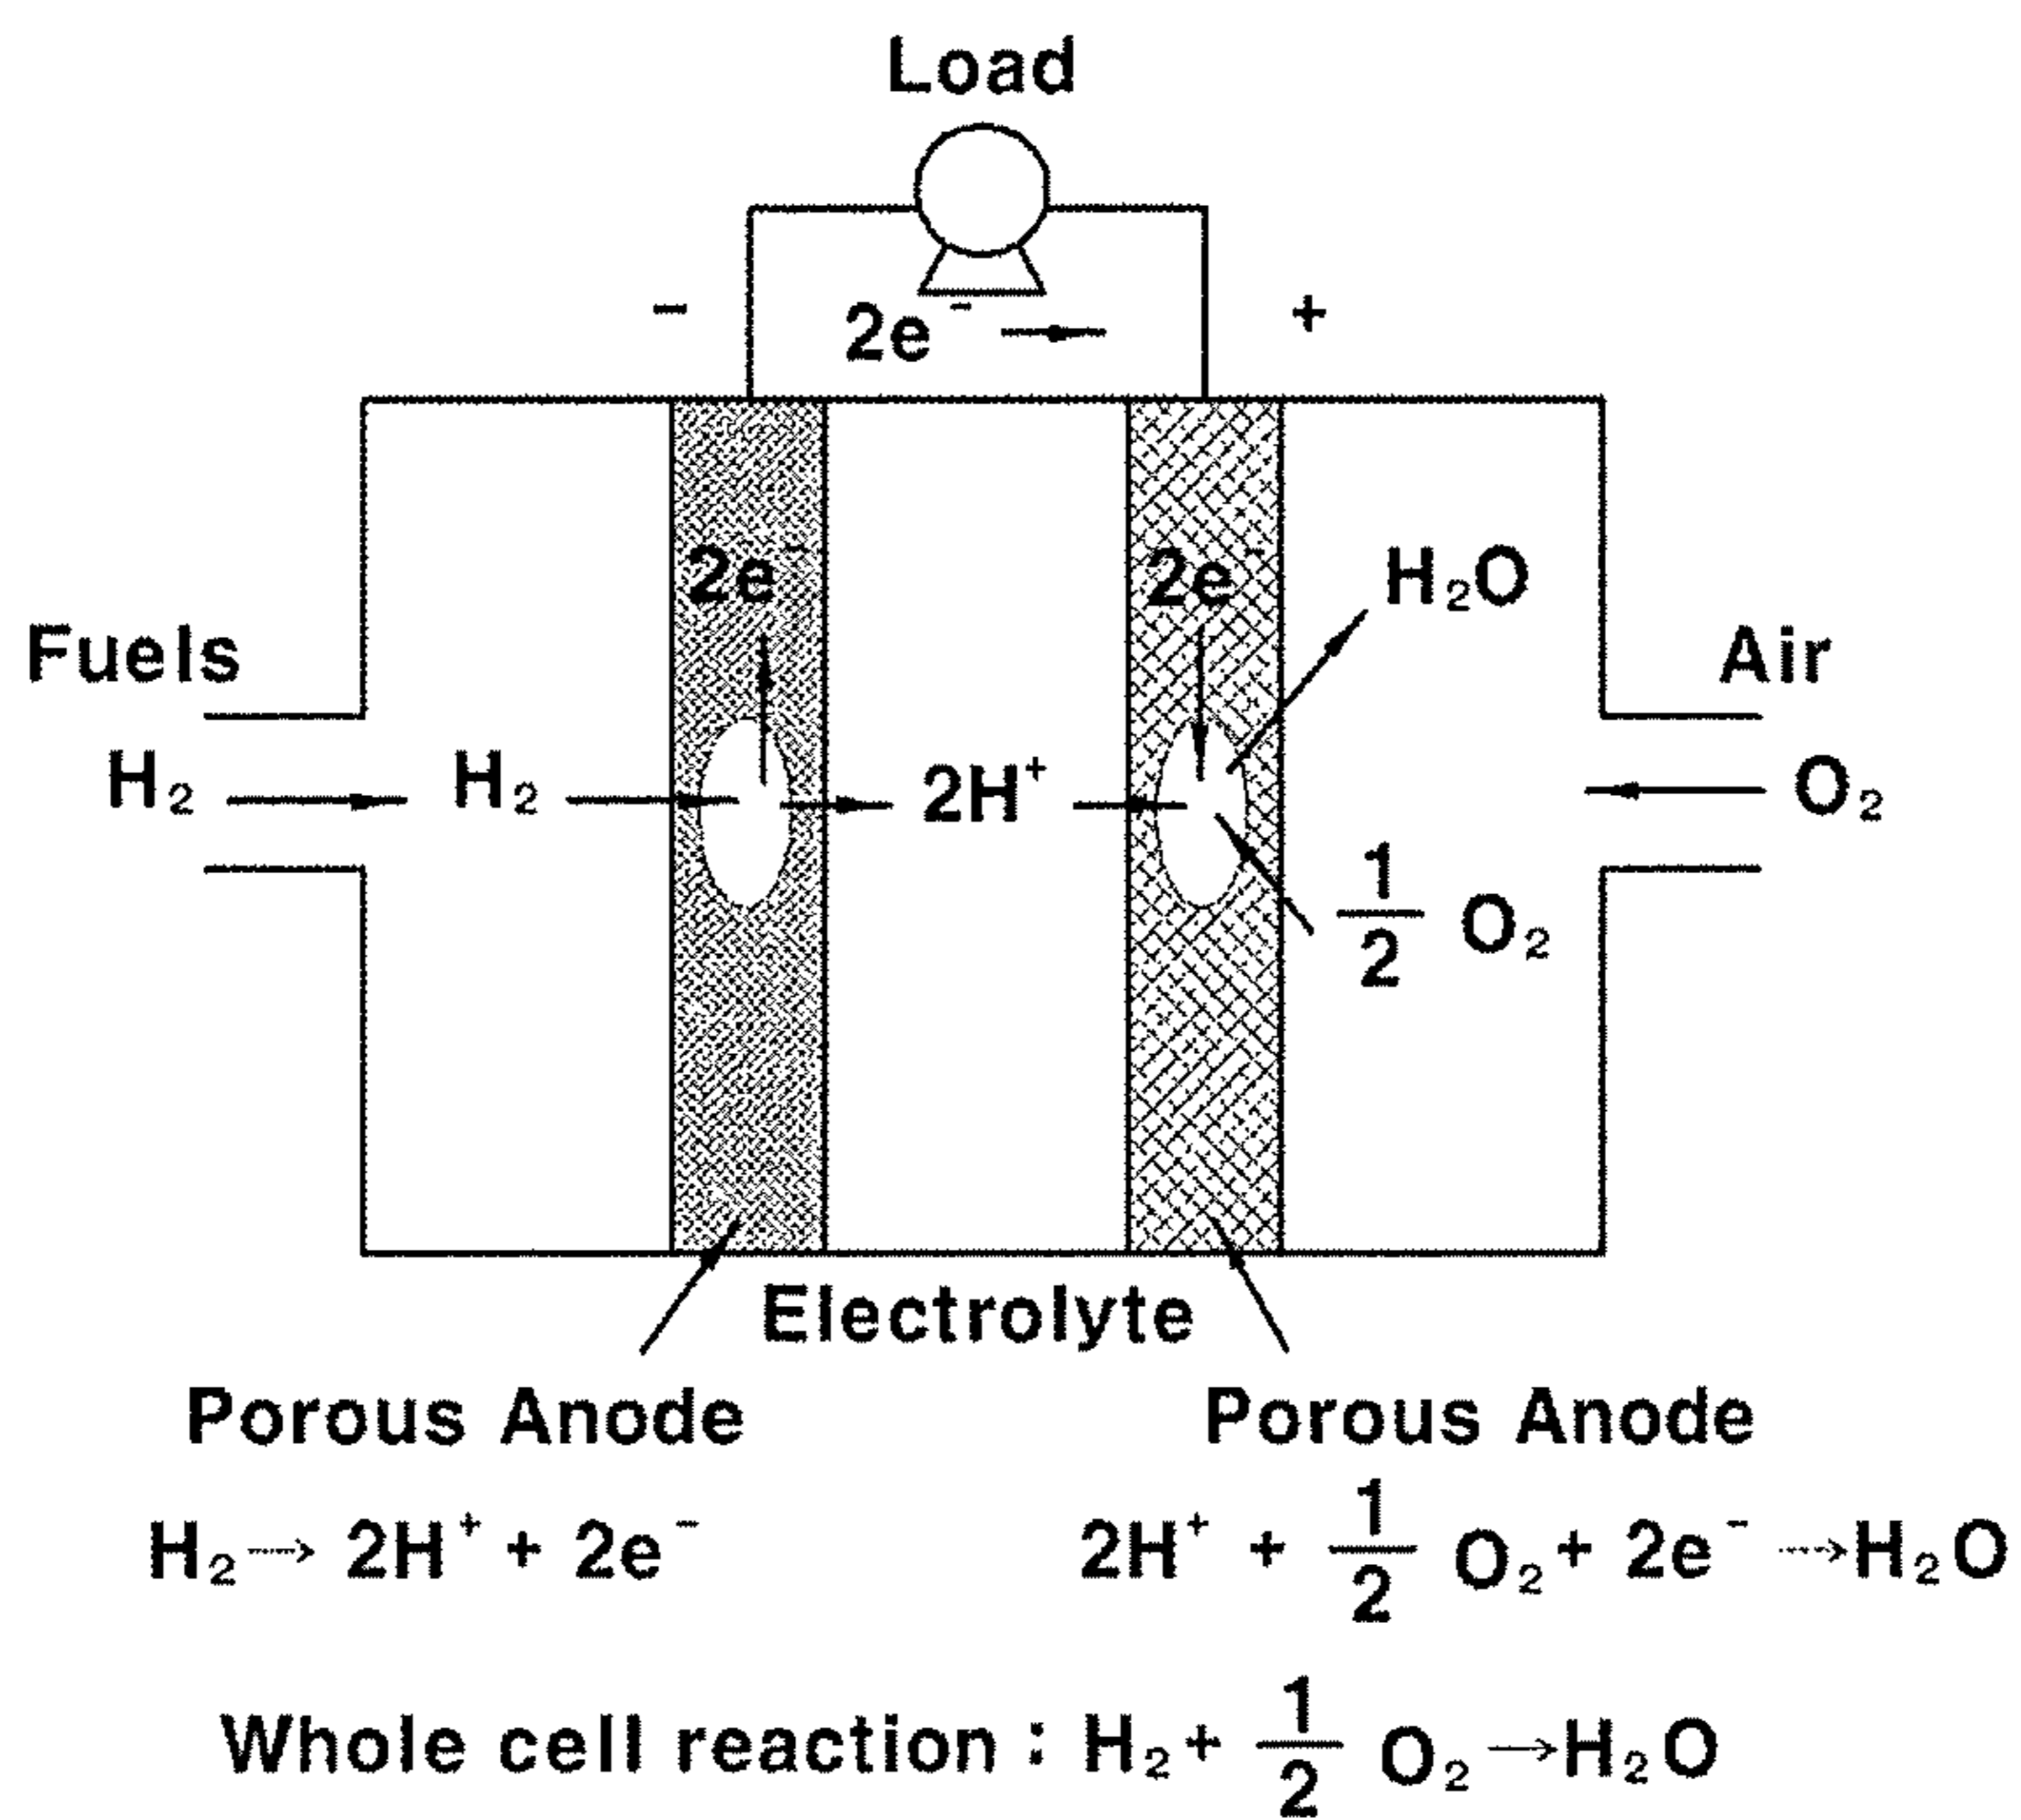 Load
− +
2e⁻
2e⁻ 2e⁻ H₂O
Fuels Air
H₂ H₂ 2H⁺ O₂
1/2 O₂
Electrolyte
Porous Anode Porous Anode
H₂→ 2H⁺ + 2e⁻ 2H⁺ + 1/2 O₂ + 2e⁻ →H₂O
Whole cell reaction : H₂+ 1/2 O₂→H₂O